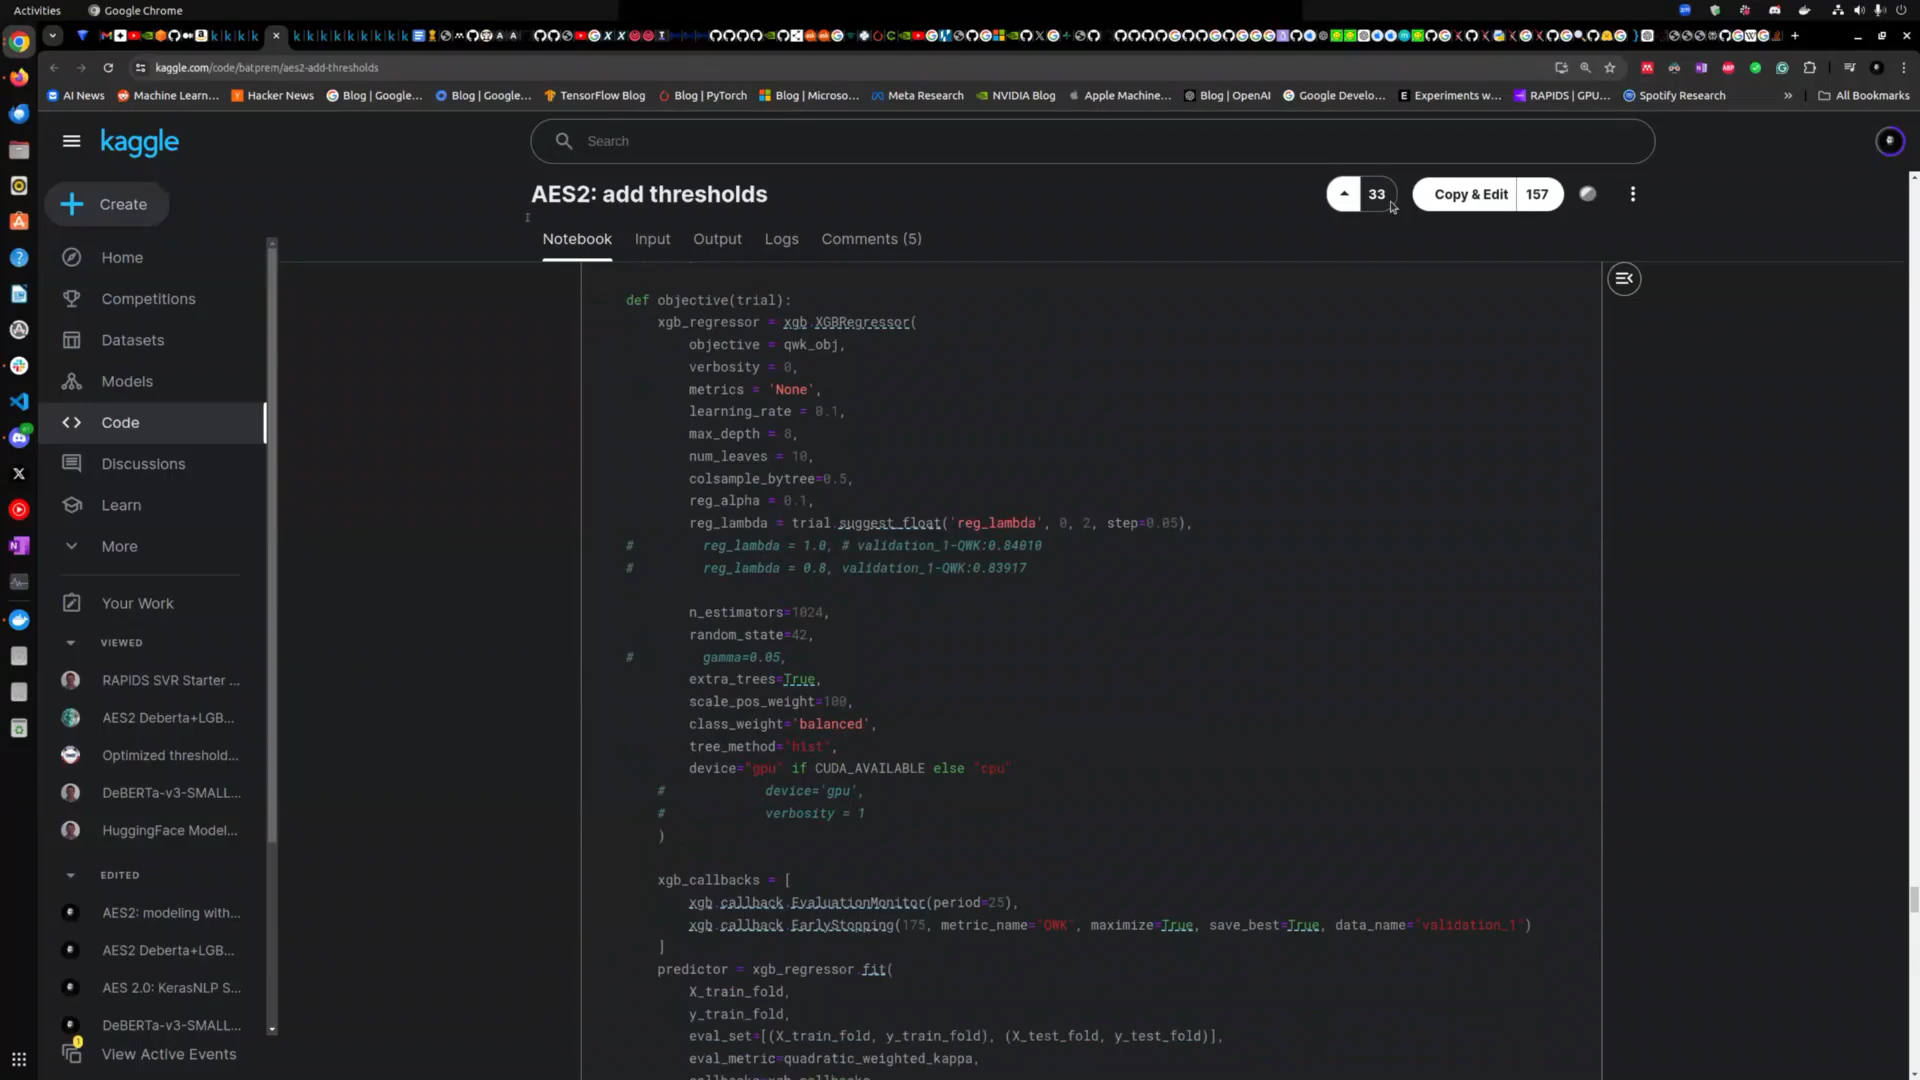 Activities
Google Chrome
kaggle.com/code/batprem/aes2-add-thresholds
AI News
Machine Learn...
Hacker News
Blog | Google...
Blog | Google...
TensorFlow Blog
Blog | PyTorch
Blog | Microso...
Meta Research
NVIDIA Blog
Apple Machine...
Blog | OpenAI
Google Develo...
Experiments w...
RAPIDS | GPU...
Spotify Research
»
All Bookmarks
kaggle
Search
Create
Home
Competitions
Datasets
Models
Code
Discussions
Learn
More
Your Work
VIEWED
RAPIDS SVR Starter ...
AES2 Deberta+LGB...
Optimized threshold...
DeBERTa-v3-SMALL...
HuggingFace Model...
EDITED
AES2: modeling with...
AES2 Deberta+LGB...
AES 2.0: KerasNLP S...
DeBERTa-v3-SMALL...
1
View Active Events
AES2: add thresholds
33
Copy & Edit 157
Notebook
Input
Output
Logs
Comments (5)
def objective(trial):
    xgb_regressor = xgb.XGBRegressor(
        objective = qwk_obj,
        verbosity = 0,
        metrics = 'None',
        learning_rate = 0.1,
        max_depth = 8,
        num_leaves = 10,
        colsample_bytree=0.5,
        reg_alpha = 0.1,
        reg_lambda = trial.suggest_float('reg_lambda', 0, 2, step=0.05),
#         reg_lambda = 1.0, # validation_1-QWK:0.84010
#         reg_lambda = 0.8, validation_1-QWK:0.83917
        n_estimators=1024,
        random_state=42,
#         gamma=0.05,
        extra_trees=True,
        scale_pos_weight=100,
        class_weight='balanced',
        tree_method="hist",
        device="gpu" if CUDA_AVAILABLE else "cpu"
    #             device='gpu',
    #             verbosity = 1
    )
    xgb_callbacks = [
        xgb.callback.EvaluationMonitor(period=25),
        xgb.callback.EarlyStopping(175, metric_name="QWK", maximize=True, save_best=True, data_name="validation_1")
    ]
    predictor = xgb_regressor.fit(
        X_train_fold,
        y_train_fold,
        eval_set=[(X_train_fold, y_train_fold), (X_test_fold, y_test_fold)],
        eval_metric=quadratic_weighted_kappa,